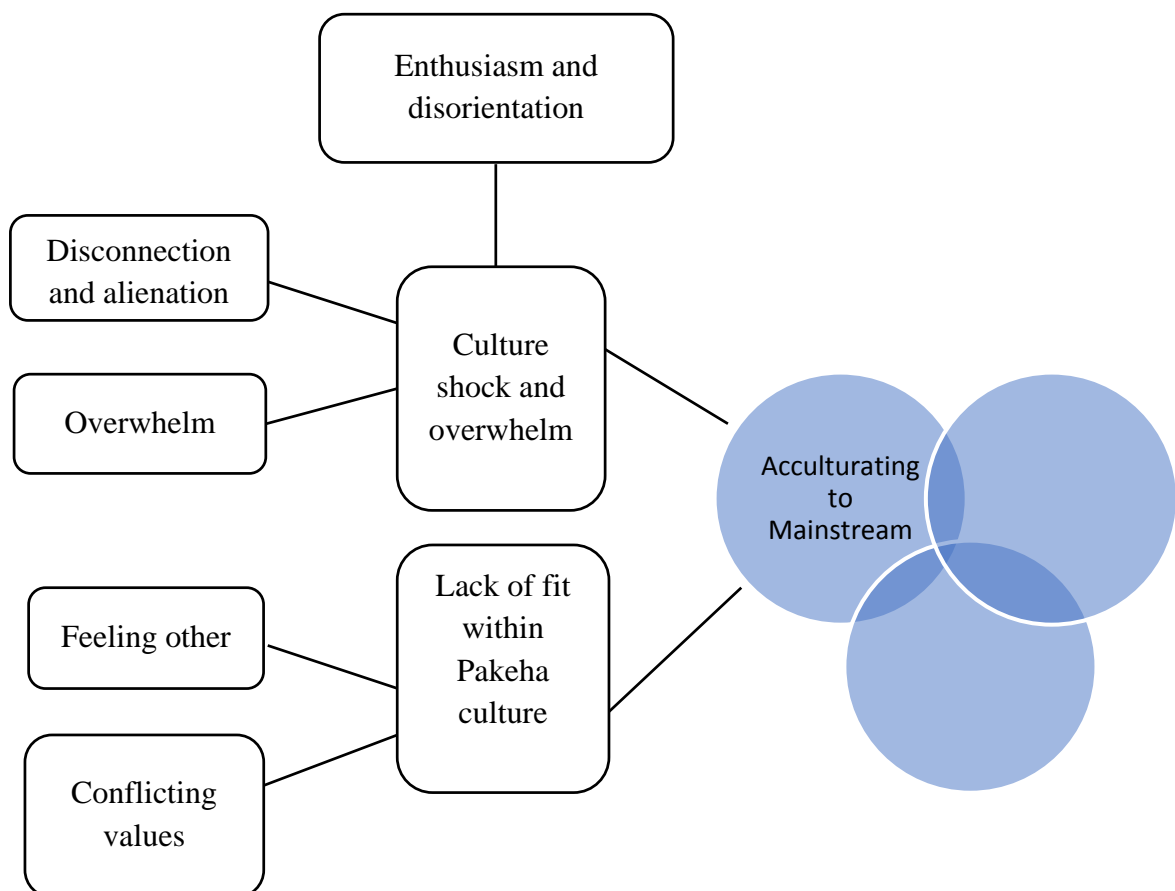 Enthusiasm and
disorientation
Disconnection
and alienation
Culture
shock and
overwhelm
Overwhelm
Acculturating
to
Mainstream
Lack of fit
within
Pakeha
culture
Feeling other
Conflicting
values